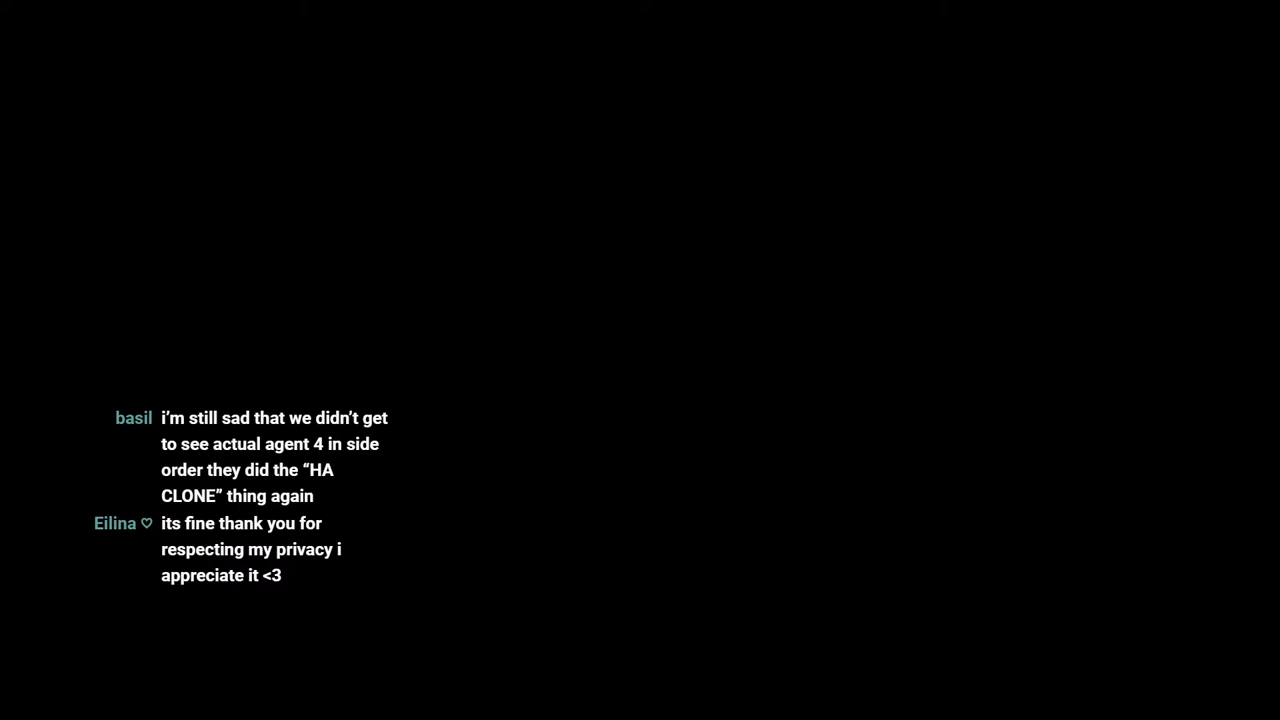 basil i’m still sad that we didn’t get
to see actual agent 4 in side
order they did the “HA
CLONE” thing again
Eilina ♡ its fine thank you for
respecting my privacy i
appreciate it <3